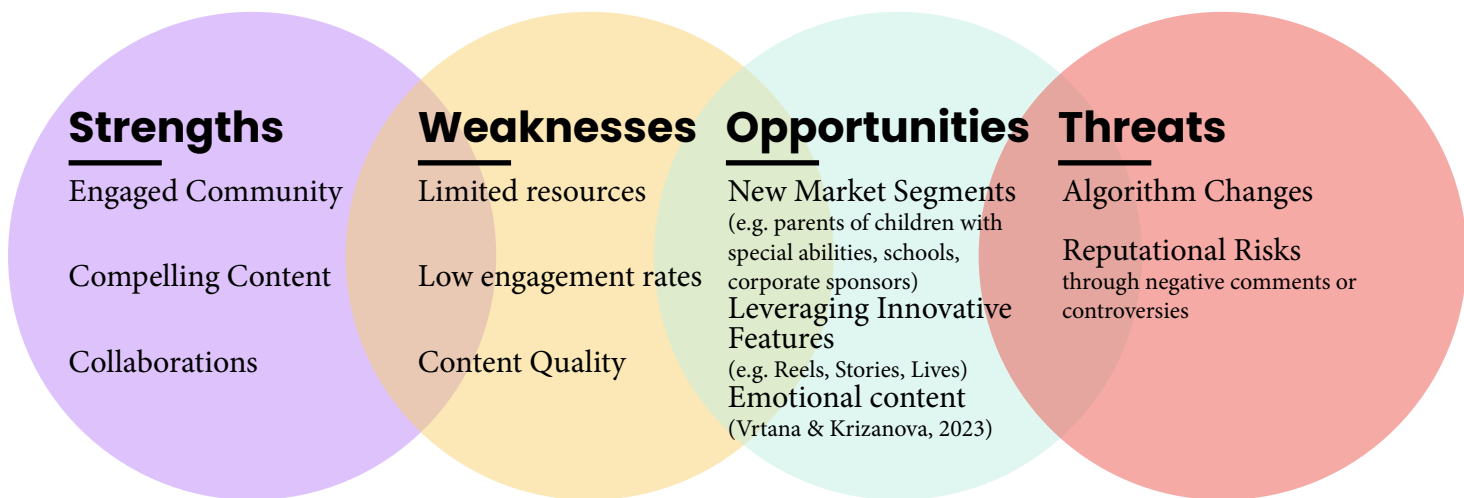 Strengths
Engaged Community
Compelling Content
Collaborations
Weaknesses
Limited resources
Low engagement rates
Content Quality
Opportunities
New Market Segments
(e.g. parents of children with
special abilities, schools,
corporate sponsors)
Leveraging Innovative
Features
(e.g. Reels, Stories, Lives)
Emotional content
(Vrtana & Krizanova, 2023)
Threats
Algorithm Changes
Reputational Risks
through negative comments or
controversies